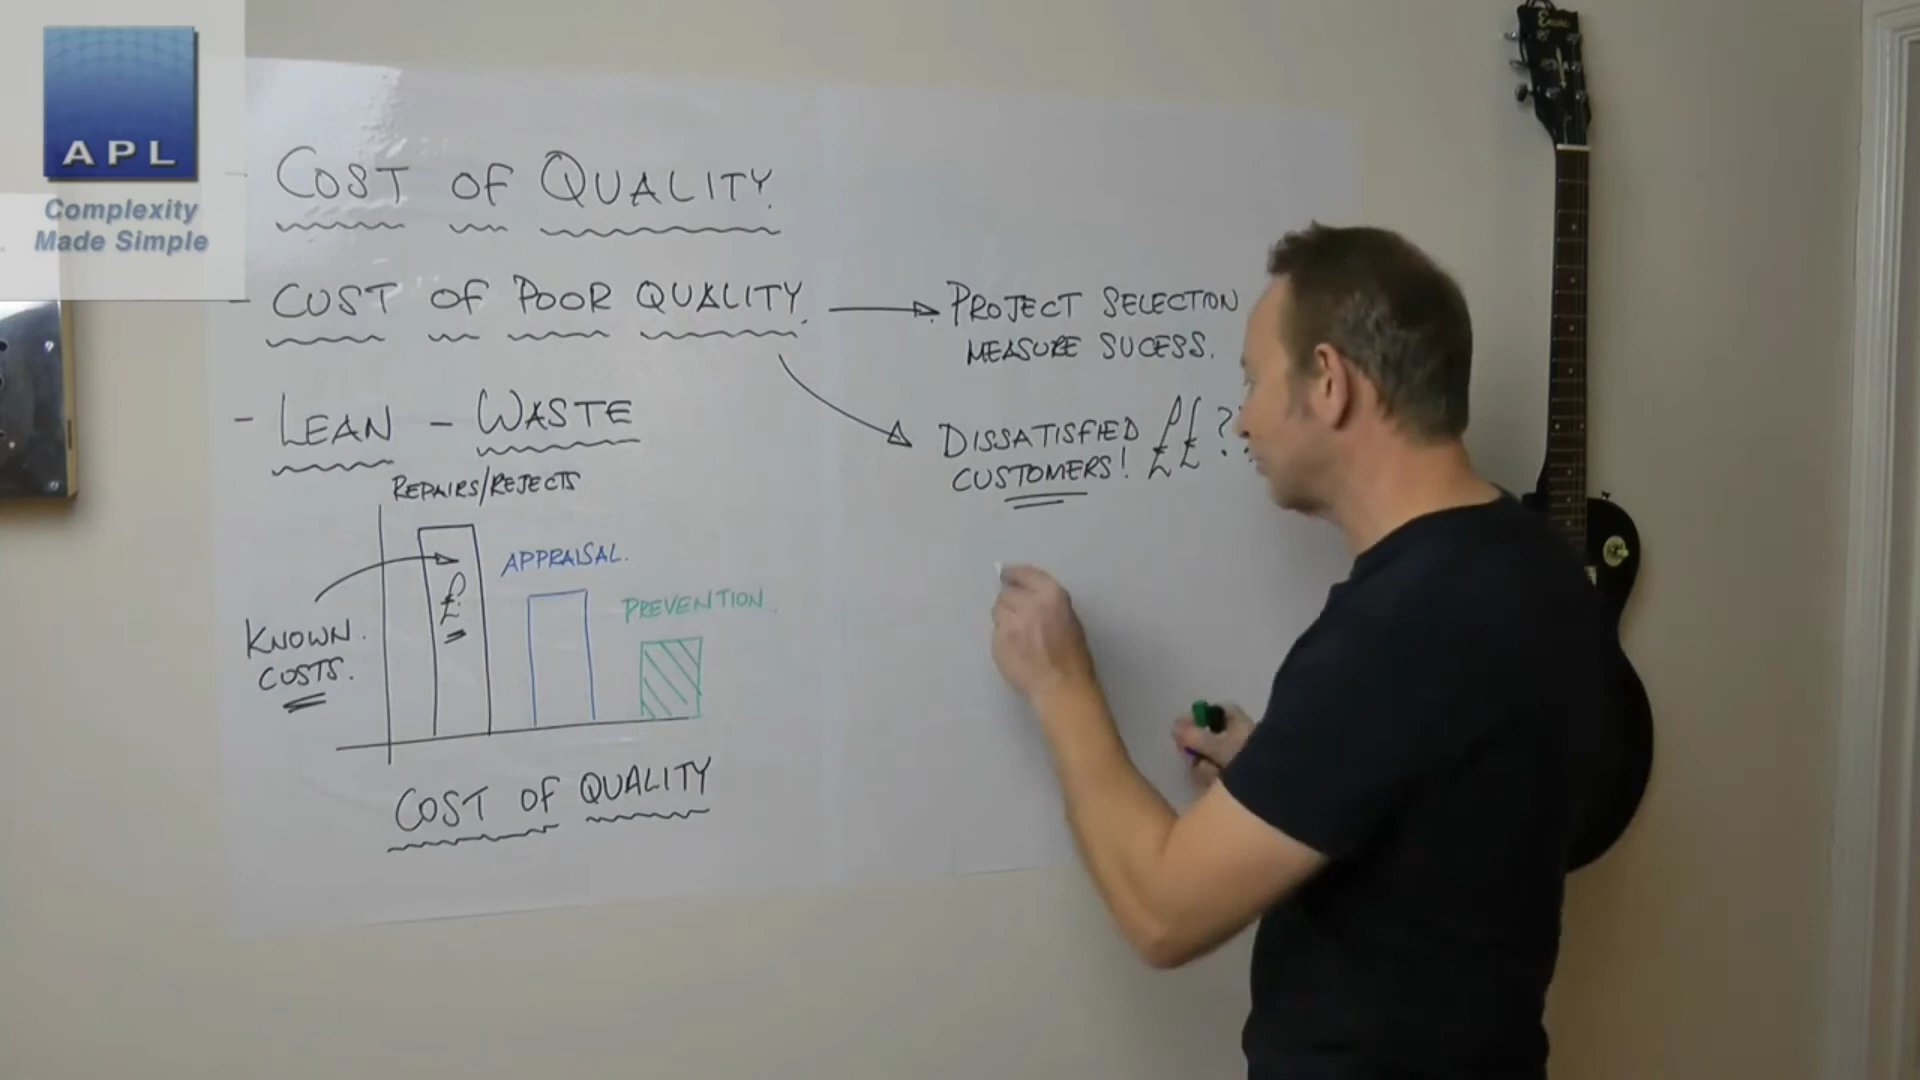 APL
Complexity
Made Simple
COST OF QUALITY.
- COST OF POOR QUALITY.
PROJECT SELECTION
MEASURE SUCESS.
- LEAN - WASTE
DISSATISFIED ££ ??
CUSTOMERS!
REPAIRS/REJECTS
APPRAISAL.
PREVENTION.
£
KNOWN.
COSTS.
COST OF QUALITY